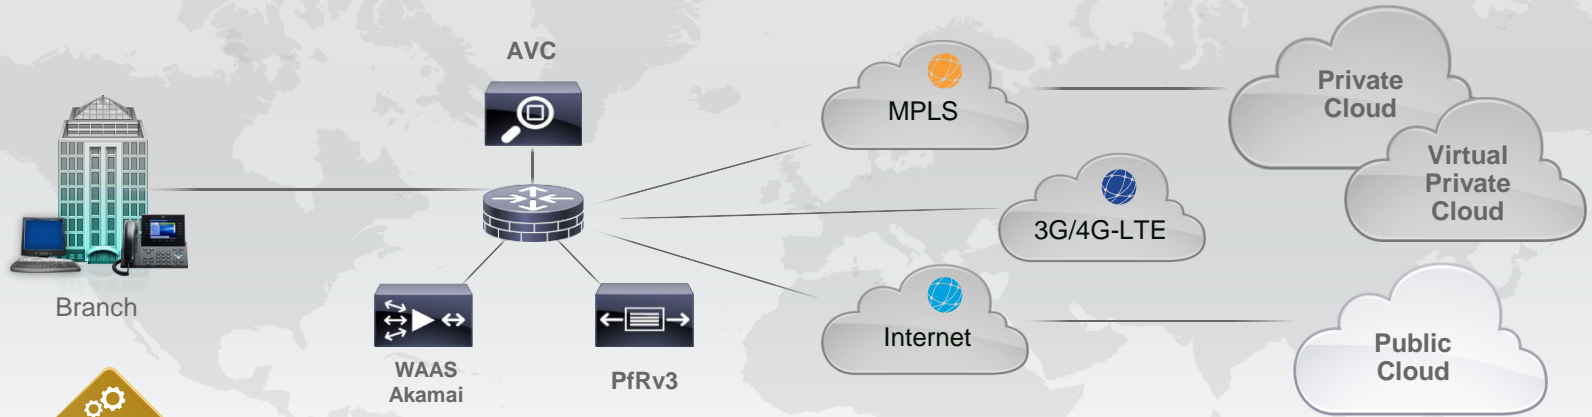 AVC
MPLS
Private
Cloud
Virtual
Private
Cloud
3G/4G-LTE
Branch
Internet
WAAS
Akamai
PfRv3
Public
Cloud